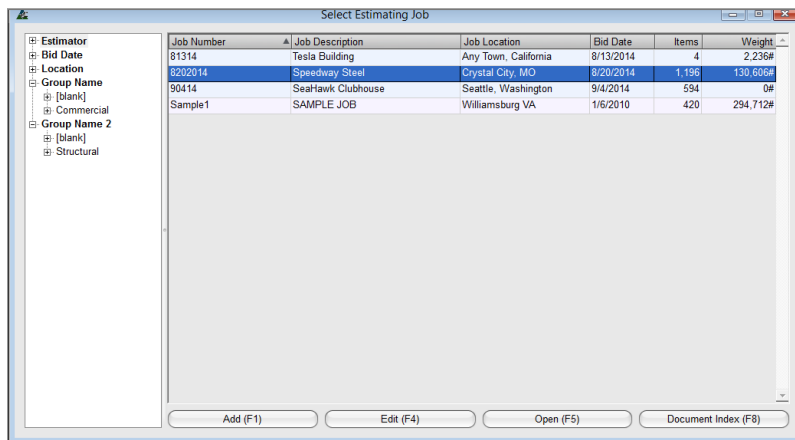 Select Estimating Job
Estimator
Bid Date
Location
Group Name
[blank]
Commercial
Group Name 2
[blank]
Structural
Job Number Job Description Job Location Bid Date Items Weight
81314 Tesla Building Any Town, California 8/13/2014 4 2,236#
8202014 Speedway Steel Crystal City, MO 8/20/2014 1,196 130,606#
90414 SeaHawk Clubhouse Seattle, Washington 9/4/2014 594 0#
Sample1 SAMPLE JOB Williamsburg VA 1/6/2010 420 294,712#
Add (F1) Edit (F4) Open (F5) Document Index (F8)